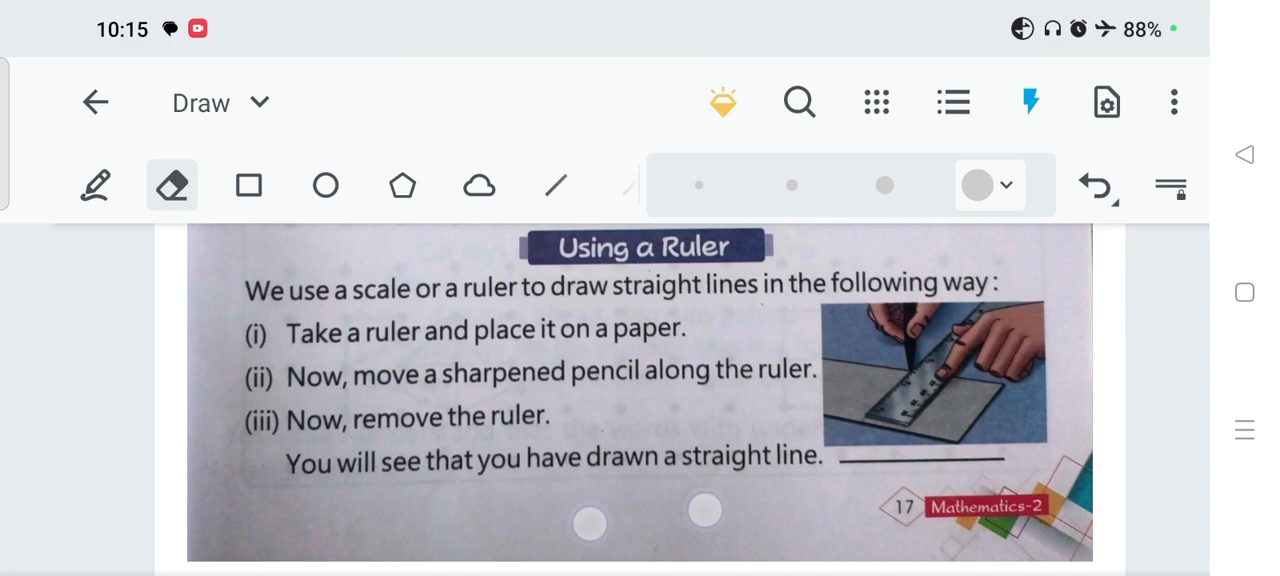 10:15
88%
Draw
Using a Ruler
We use a scale or a ruler to draw straight lines in the following way :
(i) Take a ruler and place it on a paper.
(ii) Now, move a sharpened pencil along the ruler.
(iii) Now, remove the ruler.
You will see that you have drawn a straight line.
17 Mathematics-2